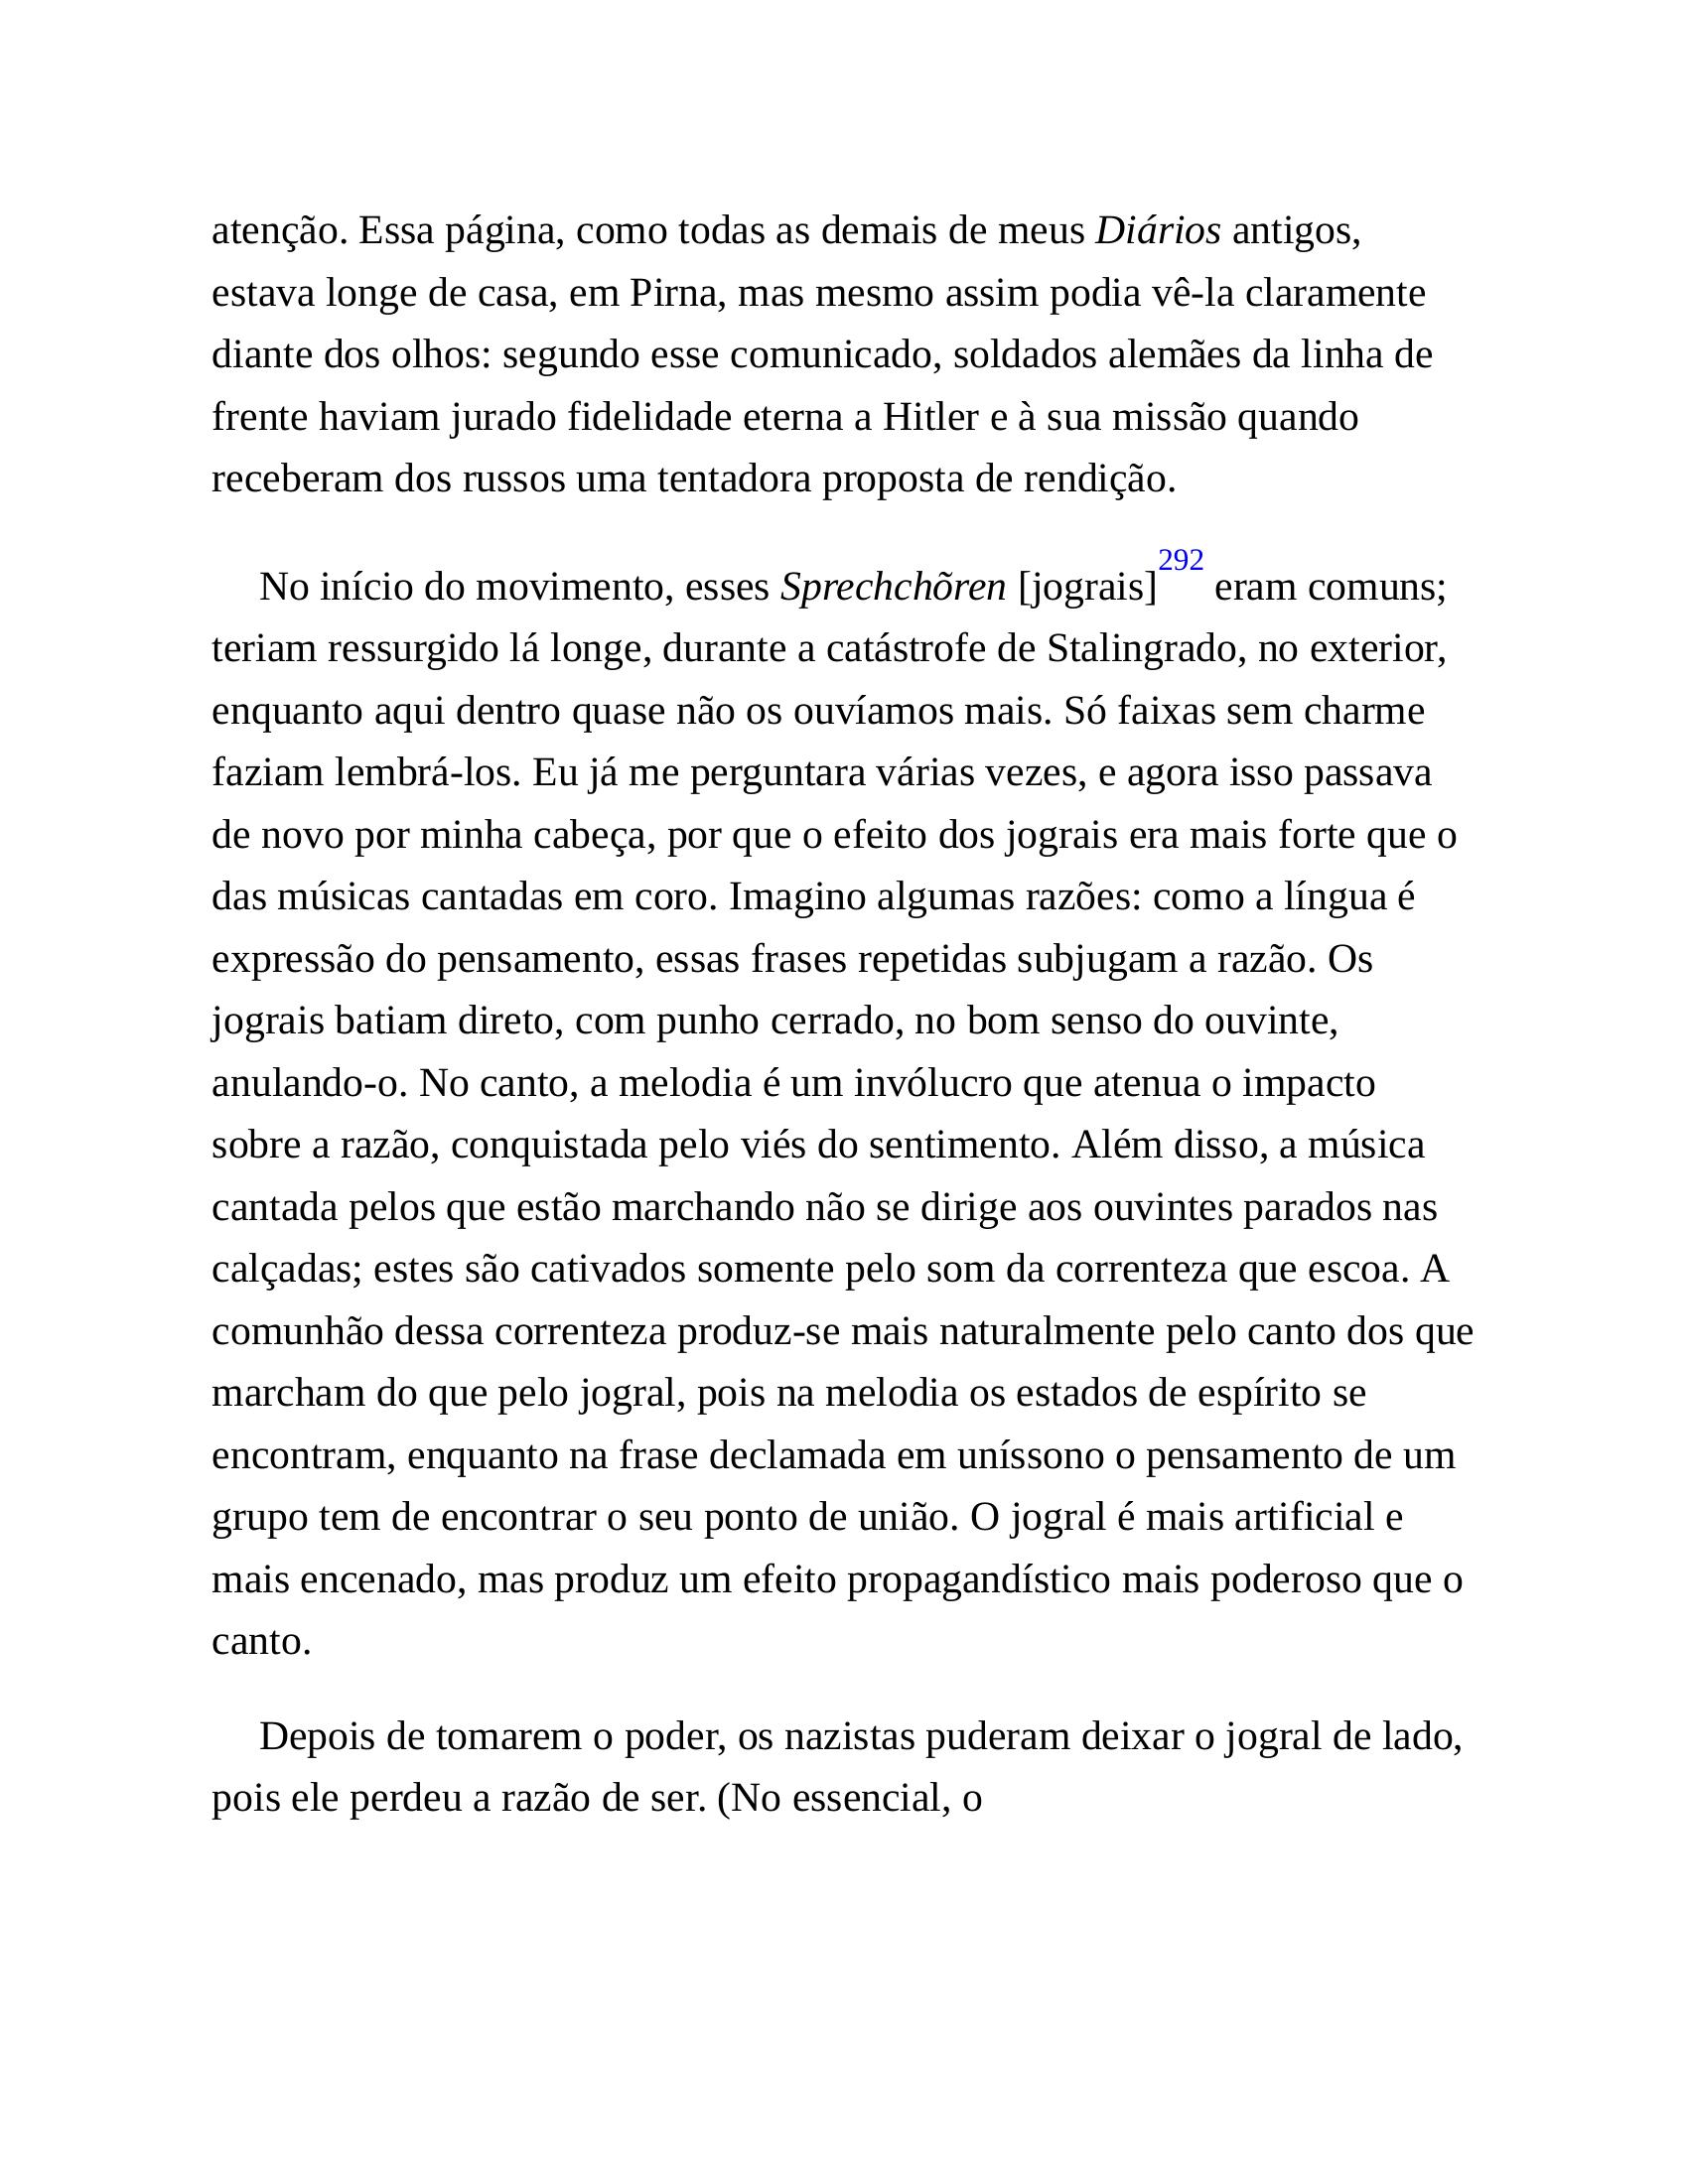 atenção. Essa página, como todas as demais de meus Diários antigos,
estava longe de casa, em Pirna, mas mesmo assim podia vê-la claramente
diante dos olhos: segundo esse comunicado, soldados alemães da linha de
frente haviam jurado fidelidade eterna a Hitler e à sua missão quando
receberam dos russos uma tentadora proposta de rendição.
No início do movimento, esses Sprechchõren [jograis]292 eram comuns;
teriam ressurgido lá longe, durante a catástrofe de Stalingrado, no exterior,
enquanto aqui dentro quase não os ouvíamos mais. Só faixas sem charme
faziam lembrá-los. Eu já me perguntara várias vezes, e agora isso passava
de novo por minha cabeça, por que o efeito dos jograis era mais forte que o
das músicas cantadas em coro. Imagino algumas razões: como a língua é
expressão do pensamento, essas frases repetidas subjugam a razão. Os
jograis batiam direto, com punho cerrado, no bom senso do ouvinte,
anulando-o. No canto, a melodia é um invólucro que atenua o impacto
sobre a razão, conquistada pelo viés do sentimento. Além disso, a música
cantada pelos que estão marchando não se dirige aos ouvintes parados nas
calçadas; estes são cativados somente pelo som da correnteza que escoa. A
comunhão dessa correnteza produz-se mais naturalmente pelo canto dos que
marcham do que pelo jogral, pois na melodia os estados de espírito se
encontram, enquanto na frase declamada em uníssono o pensamento de um
grupo tem de encontrar o seu ponto de união. O jogral é mais artificial e
mais encenado, mas produz um efeito propagandístico mais poderoso que o
canto.
Depois de tomarem o poder, os nazistas puderam deixar o jogral de lado,
pois ele perdeu a razão de ser. (No essencial, o